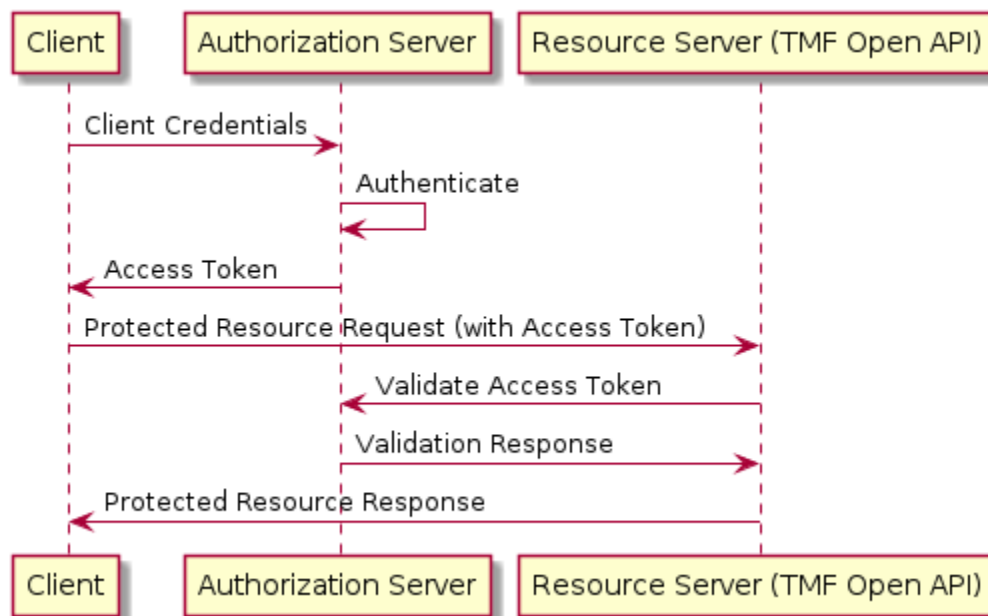 Client Authorization Server Resource Server (TMF Open API)
Client Credentials
Authenticate
Access Token
Protected Resource Request (with Access Token)
Validate Access Token
Validation Response
Protected Resource Response
Client Authorization Server Resource Server (TMF Open API)